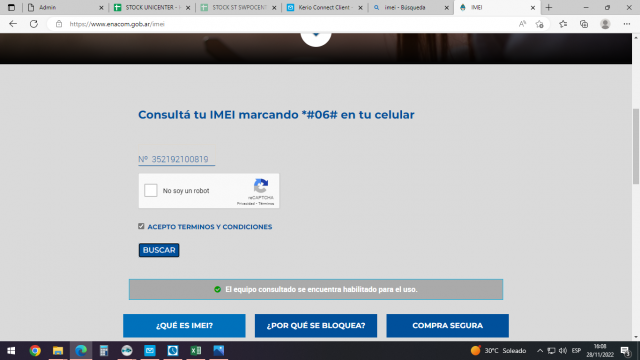 Admin
STOCK UNICENTER -
STOCK ST SWPOCENT
Kerio Connect Client -
imei - Búsqueda
IMEI
https://www.enacom.gob.ar/imei
Consultá tu IMEI marcando *#06# en tu celular
Nº 352192100819
No soy un robot
reCAPTCHA
Privacidad - Términos
ACEPTO TERMINOS Y CONDICIONES
BUSCAR
El equipo consultado se encuentra habilitado para el uso.
¿QUÉ ES IMEI?
¿POR QUÉ SE BLOQUEA?
COMPRA SEGURA
30°C Soleado
ESP
16:08
28/11/2022